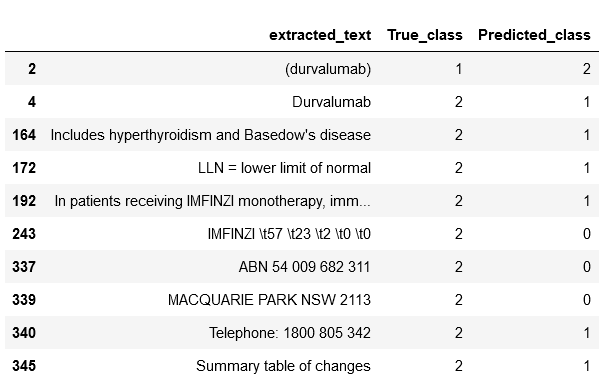 extracted_text True_class Predicted_class
2 (durvalumab) 1 2
4 Durvalumab 2 1
164 Includes hyperthyroidism and Basedow's disease 2 1
172 LLN = lower limit of normal 2 1
192 In patients receiving IMFINZI monotherapy, imm... 2 1
243 IMFINZI \t57 \t23 \t2 \t0 \t0 2 0
337 ABN 54 009 682 311 2 0
339 MACQUARIE PARK NSW 2113 2 0
340 Telephone: 1800 805 342 2 1
345 Summary table of changes 2 1